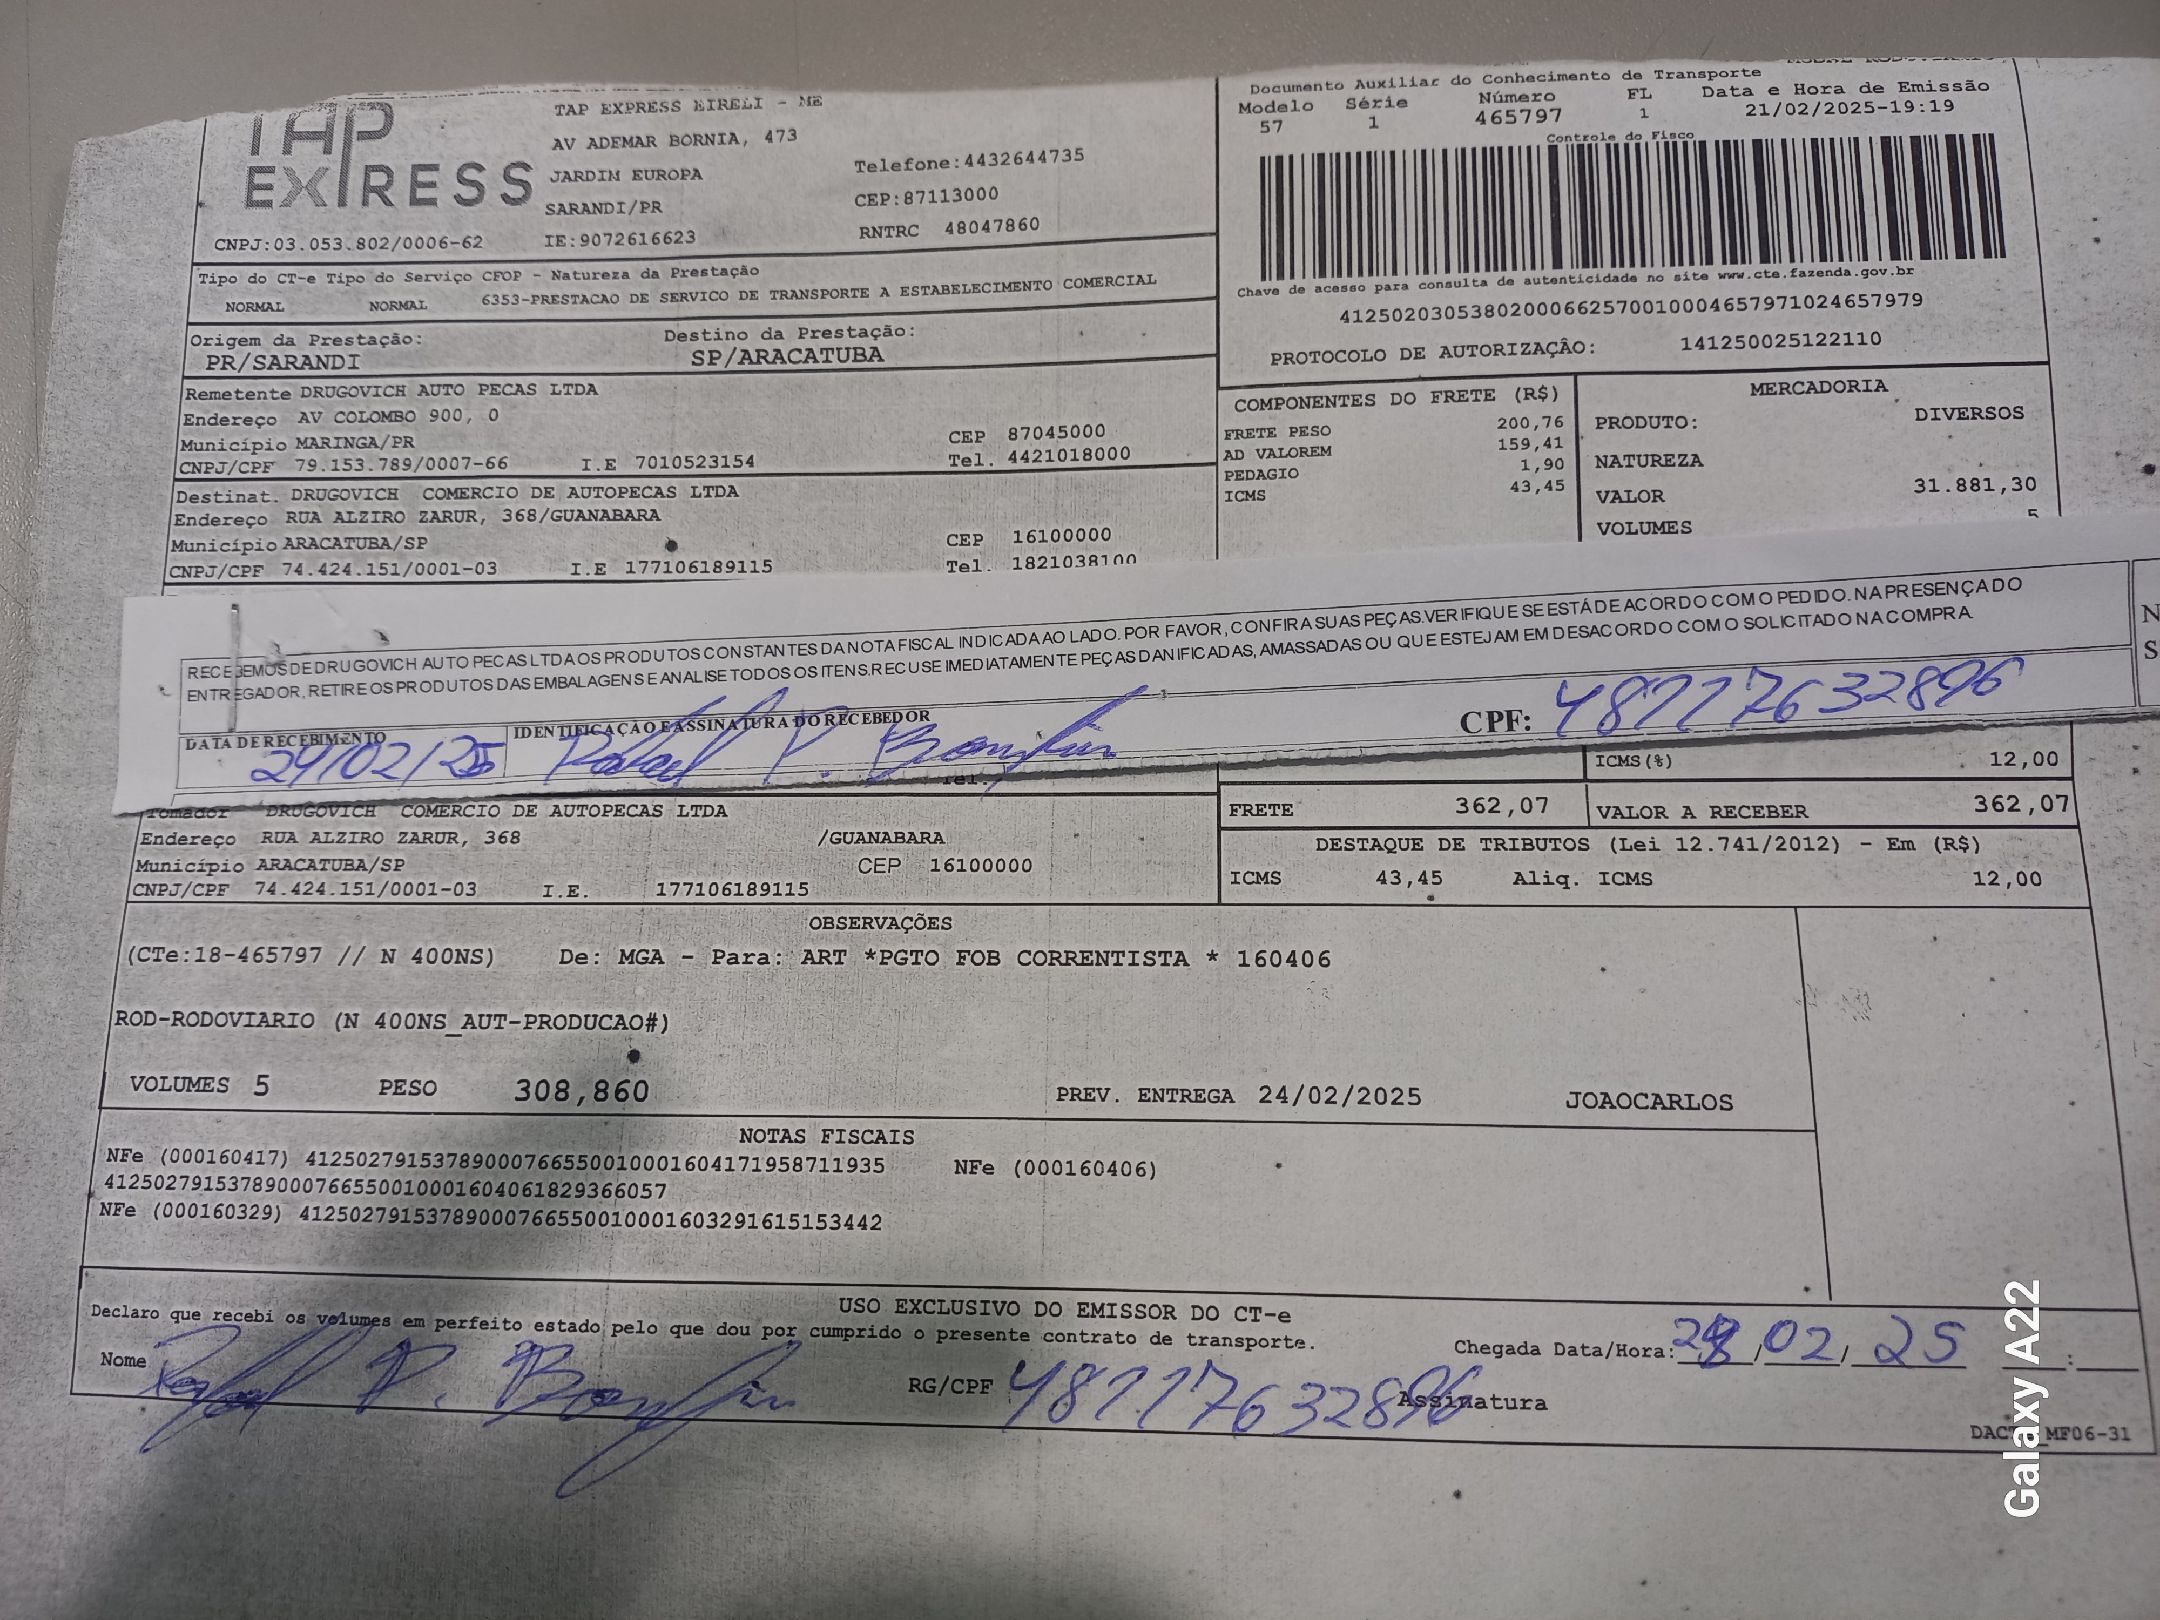 TAP
EXPRESS
CNPJ:03.053.802/0006-62
TAP EXPRESS EIRELI - ME
AV ADEMAR BORNIA, 473
JARDIM EUROPA
SARANDI/PR
IE:9072616623
Telefone:4432644735
CEP:87113000
RNTRC 48047860
Documento Auxiliar do Conhecimento de Transporte
Modelo Série Número FL Data e Hora de Emissão
57 1 465797 1 21/02/2025-19:19
Controle do Fisco
Chave de acesso para consulta de autenticidade no site www.cte.fazenda.gov.br
41250203053802000662570010004657971024657979
PROTOCOLO DE AUTORIZAÇÃO: 141250025122110
Tipo do CT-e Tipo do Serviço CFOP - Natureza da Prestação
NORMAL NORMAL 6353-PRESTACAO DE SERVICO DE TRANSPORTE A ESTABELECIMENTO COMERCIAL
Origem da Prestação: Destino da Prestação:
PR/SARANDI SP/ARACATUBA
Remetente DRUGOVICH AUTO PECAS LTDA
Endereço AV COLOMBO 900, 0
Município MARINGA/PR CEP 87045000
CNPJ/CPF 79.153.789/0007-66 I.E 7010523154 Tel. 4421018000
Destinat. DRUGOVICH COMERCIO DE AUTOPECAS LTDA
Endereço RUA ALZIRO ZARUR, 368/GUANABARA
Município ARACATUBA/SP CEP 16100000
CNPJ/CPF 74.424.151/0001-03 I.E 177106189115 Tel. 1821038100
COMPONENTES DO FRETE (R$)
FRETE PESO 200,76
AD VALOREM 159,41
PEDAGIO 1,90
ICMS 43,45
MERCADORIA
PRODUTO: DIVERSOS
NATUREZA
VALOR 31.881,30
VOLUMES 5
RECEBEMOS DE DRUGOVICH AUTO PECAS LTDA OS PRODUTOS CONSTANTES DA NOTA FISCAL INDICADA AO LADO. POR FAVOR, CONFIRA SUAS PEÇAS.VERIFIQUE SE ESTÁ DE ACORDO COM O PEDIDO. NA PRESENÇA DO
ENTREGADOR, RETIRE OS PRODUTOS DAS EMBALAGENS E ANALISE TODOS OS ITENS.RECUSE IMEDIATAMENTE PEÇAS DANIFICADAS, AMASSADAS OU QUE ESTEJAM EM DESACORDO COM O SOLICITADO NA COMPRA.
N
S
DATA DE RECEBIMENTO IDENTIFICAÇÃO E ASSINATURA DO RECEBEDOR CPF: 48117632896
24/02/25 Rafael P. Bomfim
Tel.
ICMS(%) 12,00
FRETE 362,07 VALOR A RECEBER 362,07
Tomador DRUGOVICH COMERCIO DE AUTOPECAS LTDA
Endereço RUA ALZIRO ZARUR, 368 /GUANABARA
Município ARACATUBA/SP CEP 16100000
CNPJ/CPF 74.424.151/0001-03 I.E. 177106189115
DESTAQUE DE TRIBUTOS (Lei 12.741/2012) - Em (R$)
ICMS 43,45 Aliq. ICMS 12,00
OBSERVAÇÕES
(CTe:18-465797 // N 400NS) De: MGA - Para: ART *PGTO FOB CORRENTISTA * 160406
ROD-RODOVIARIO (N 400NS_AUT-PRODUCAO#)
VOLUMES 5 PESO 308,860 PREV. ENTREGA 24/02/2025 JOAOCARLOS
NOTAS FISCAIS
NFe (000160417) 41250279153789000766550010001604171958711935 NFe (000160406)
41250279153789000766550010001604061829366057
NFe (000160329) 41250279153789000766550010001603291615153442
USO EXCLUSIVO DO EMISSOR DO CT-e
Declaro que recebi os volumes em perfeito estado pelo que dou por cumprido o presente contrato de transporte.
Chegada Data/Hora: 24/02/25 :
Nome Rafael P. Bomfim RG/CPF 48117632896 Assinatura
DACTE_MF06-31
Galaxy A22